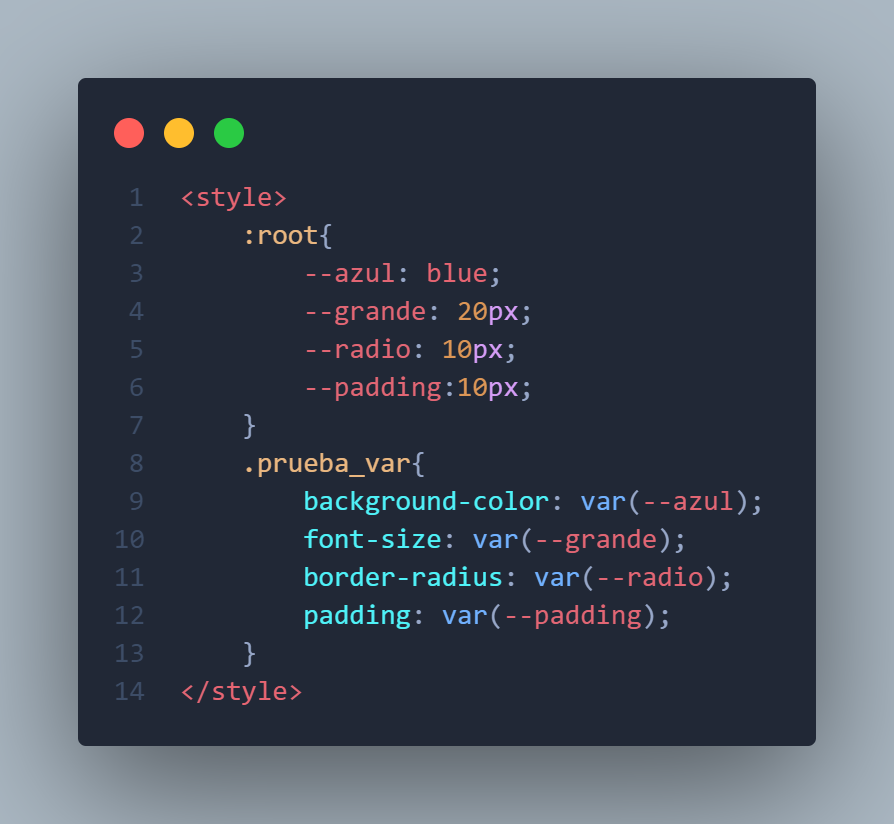 1 <style>
2     :root{
3         --azul: blue;
4         --grande: 20px;
5         --radio: 10px;
6         --padding:10px;
7     }
8     .prueba_var{
9         background-color: var(--azul);
10         font-size: var(--grande);
11         border-radius: var(--radio);
12         padding: var(--padding);
13     }
14 </style>